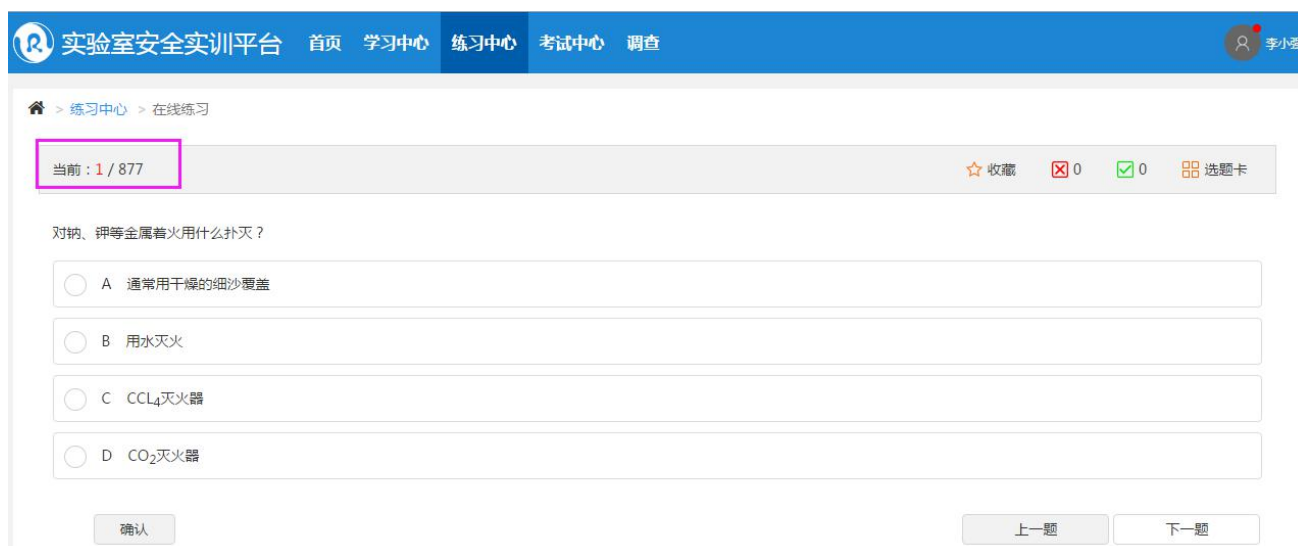 实验室安全实训平台 首页 学习中心 练习中心 考试中心 调查 李小强
> 练习中心 > 在线练习
当前：1 / 877 收藏 0 0 选题卡
对钠、钾等金属着火用什么扑灭？
A 通常用干燥的细沙覆盖
B 用水灭火
C CCL₄灭火器
D CO₂灭火器
确认 上一题 下一题